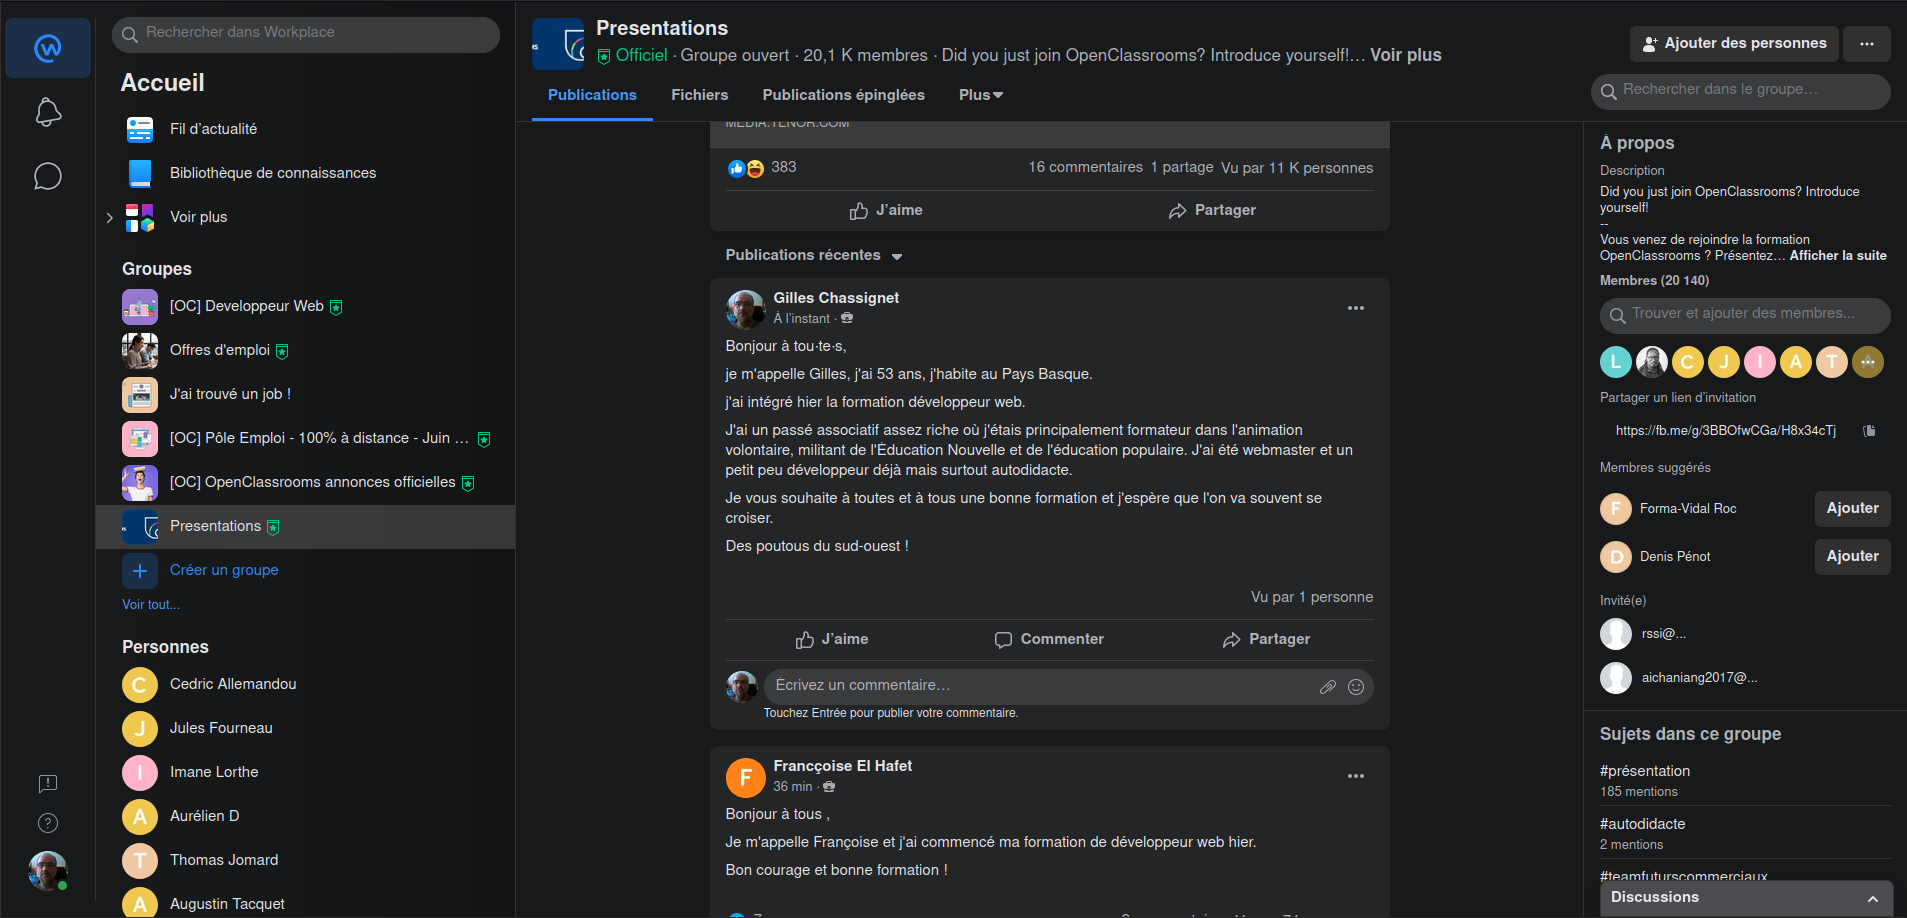 Rechercher dans Workplace
Accueil
Fil d’actualité
Bibliothèque de connaissances
Voir plus
Groupes
[OC] Developpeur Web
Offres d'emploi
J'ai trouvé un job !
[OC] Pôle Emploi - 100% à distance - Juin ...
[OC] OpenClassrooms annonces officielles
Presentations
Créer un groupe
Voir tout...
Personnes
C Cedric Allemandou
J Jules Fourneau
I Imane Lorthe
A Aurélien D
T Thomas Jomard
A Augustin Tacquet
Presentations
Officiel · Groupe ouvert · 20,1 K membres · Did you just join OpenClassrooms? Introduce yourself!... Voir plus
Ajouter des personnes
Publications
Fichiers
Publications épinglées
Plus
Rechercher dans le groupe…
MEDIA.TENOR.COM
383
16 commentaires 1 partage Vu par 11 K personnes
J’aime
Partager
Publications récentes
Gilles Chassignet
À l’instant ·
Bonjour à tou·te·s,
je m'appelle Gilles, j'ai 53 ans, j'habite au Pays Basque.
j'ai intégré hier la formation développeur web.
J'ai un passé associatif assez riche où j'étais principalement formateur dans l'animation
volontaire, militant de l'Éducation Nouvelle et de l'éducation populaire. J'ai été webmaster et un
petit peu développeur déjà mais surtout autodidacte.
Je vous souhaite à toutes et à tous une bonne formation et j'espère que l'on va souvent se
croiser.
Des poutous du sud-ouest !
Vu par 1 personne
J’aime
Commenter
Partager
Écrivez un commentaire…
Touchez Entrée pour publier votre commentaire.
F
Francçoise El Hafet
36 min ·
Bonjour à tous ,
Je m'appelle Françoise et j'ai commencé ma formation de développeur web hier.
Bon courage et bonne formation !
À propos
Description
Did you just join OpenClassrooms? Introduce
yourself!
--
Vous venez de rejoindre la formation
OpenClassrooms ? Présentez… Afficher la suite
Membres (20 140)
Trouver et ajouter des membres...
L C J I A T
Partager un lien d’invitation
https://fb.me/g/3BBOfwCGa/H8x34cTj
Membres suggérés
F Forma-Vidal Roc Ajouter
D Denis Pénot Ajouter
Invité(e)
rssi@...
aichaniang2017@...
Sujets dans ce groupe
#présentation
185 mentions
#autodidacte
2 mentions
#teamfuturscommerciaux
Discussions